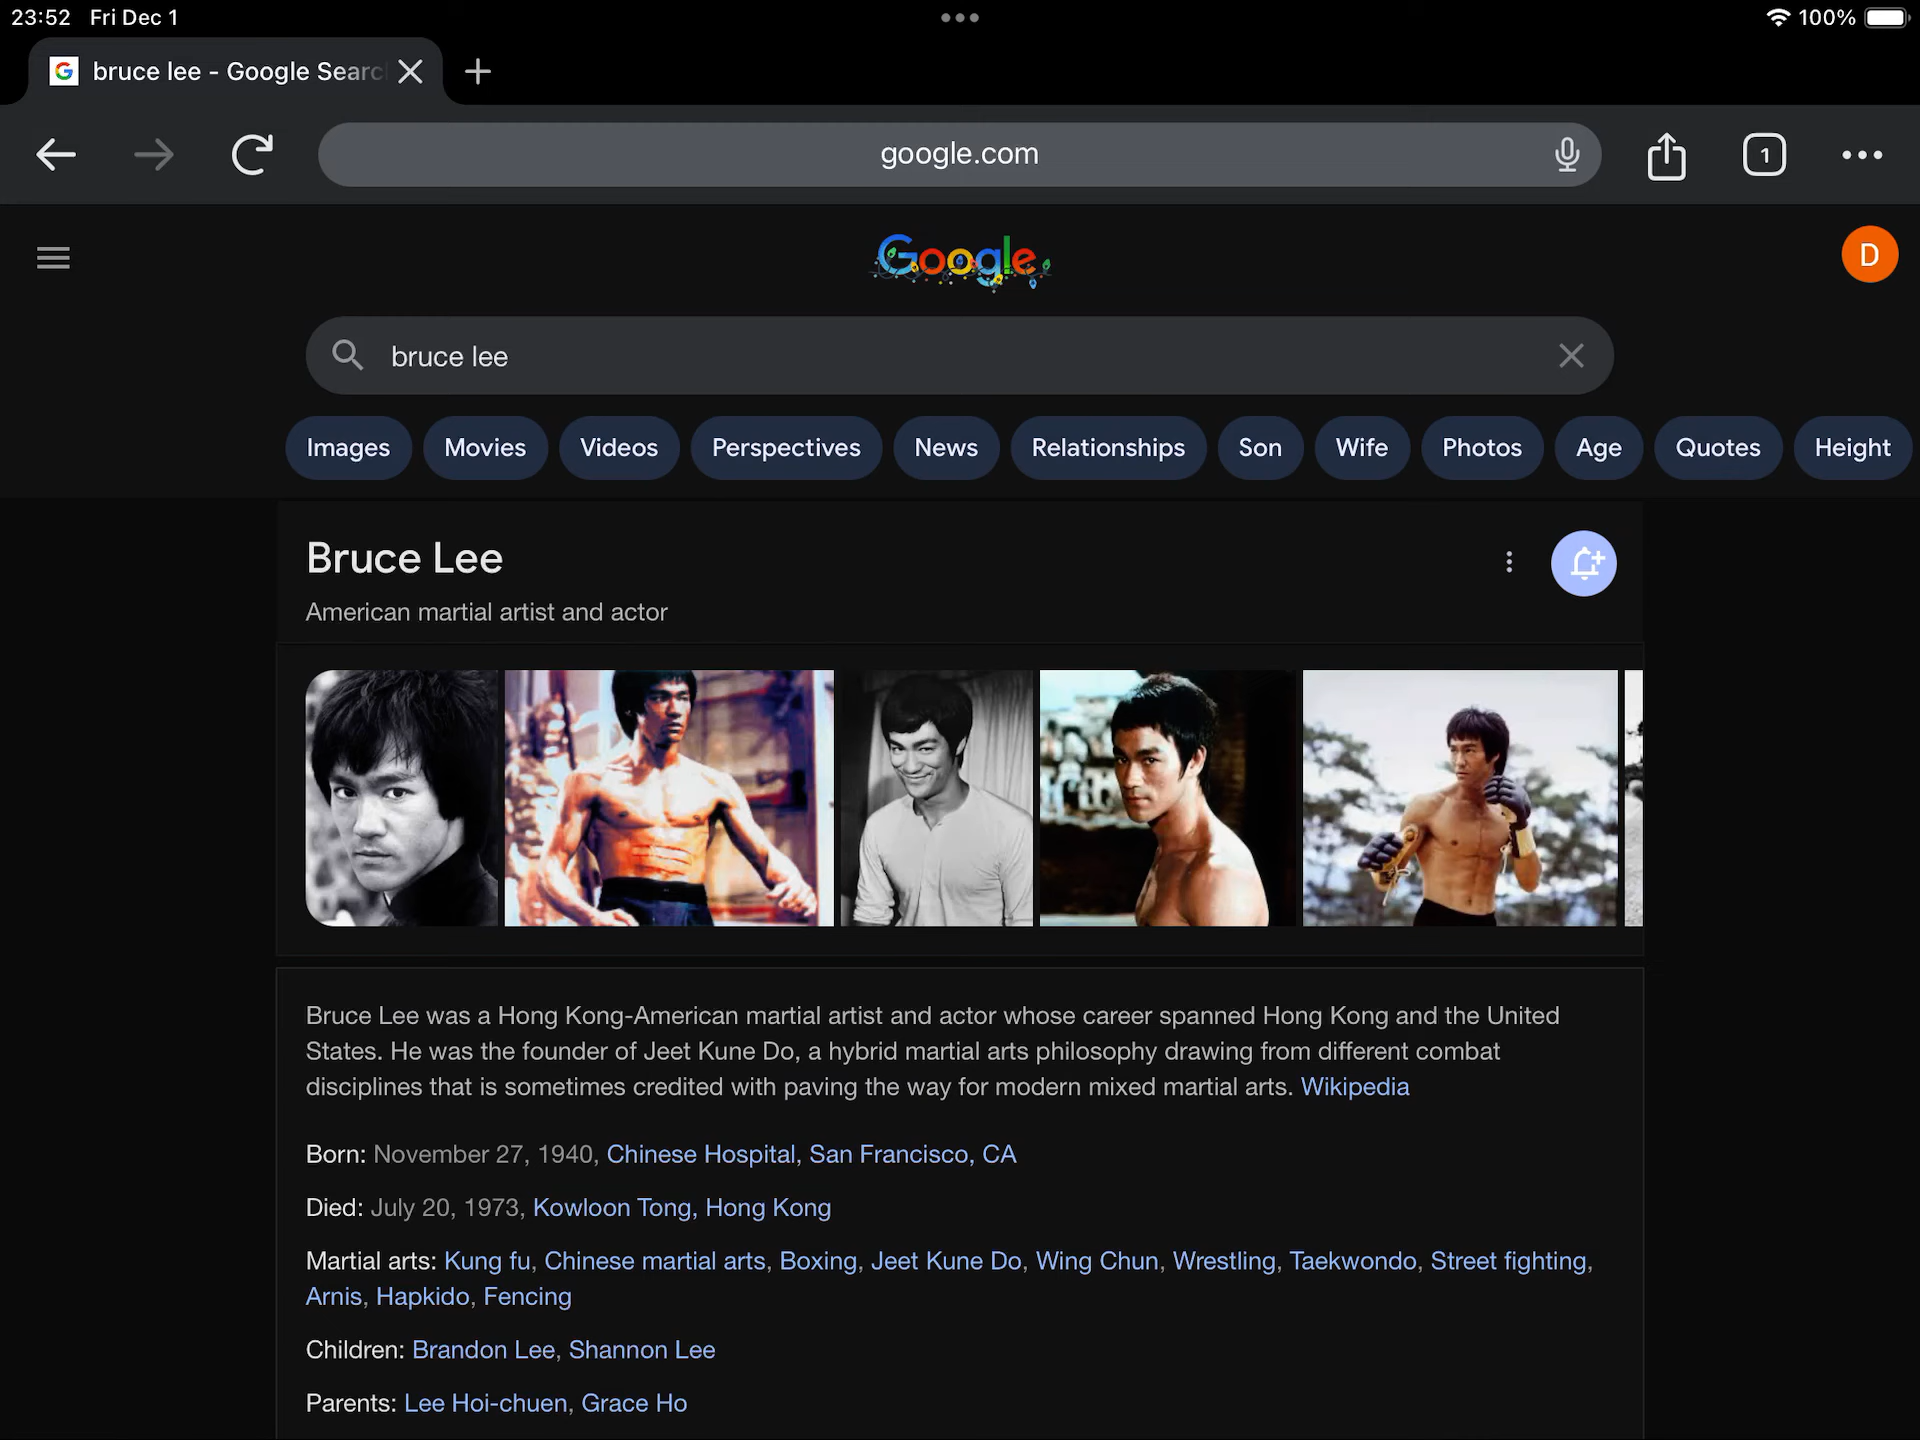 23:52 Fri Dec 1 100%
bruce lee - Google Searc
google.com
1
Google
D
bruce lee
Images Movies Videos Perspectives News Relationships Son Wife Photos Age Quotes Height
Bruce Lee
American martial artist and actor
Bruce Lee was a Hong Kong-American martial artist and actor whose career spanned Hong Kong and the United
States. He was the founder of Jeet Kune Do, a hybrid martial arts philosophy drawing from different combat
disciplines that is sometimes credited with paving the way for modern mixed martial arts. Wikipedia
Born: November 27, 1940, Chinese Hospital, San Francisco, CA
Died: July 20, 1973, Kowloon Tong, Hong Kong
Martial arts: Kung fu, Chinese martial arts, Boxing, Jeet Kune Do, Wing Chun, Wrestling, Taekwondo, Street fighting,
Arnis, Hapkido, Fencing
Children: Brandon Lee, Shannon Lee
Parents: Lee Hoi-chuen, Grace Ho